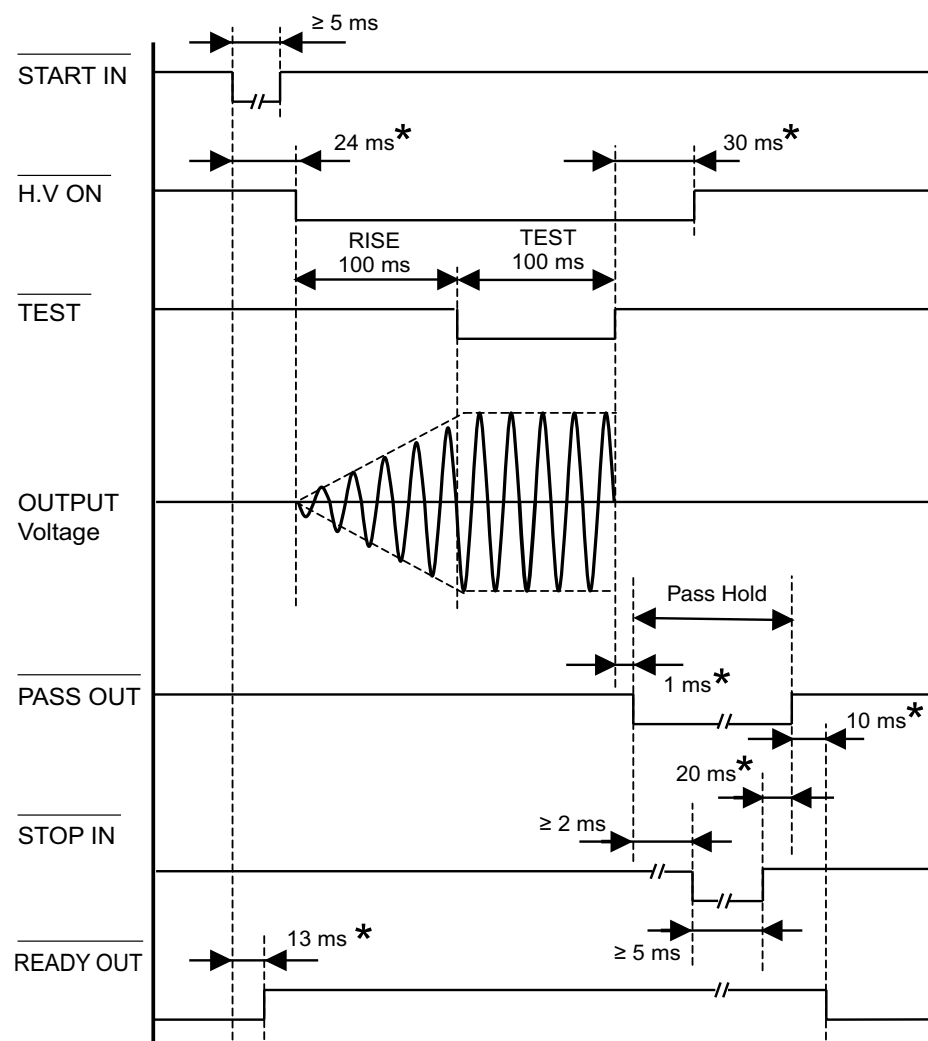 ≥ 5 ms
START IN
24 ms*
30 ms*
H.V ON
RISE
100 ms
TEST
100 ms
TEST
OUTPUT
Voltage
Pass Hold
1 ms*
PASS OUT
10 ms*
20 ms*
≥ 2 ms
STOP IN
13 ms *
≥ 5 ms
READY OUT